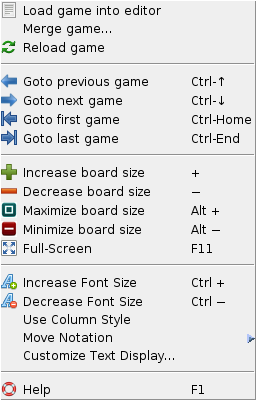 Load game into editor
Merge game...
Reload game
Goto previous game Ctrl-↑
Goto next game Ctrl-↓
Goto first game Ctrl-Home
Goto last game Ctrl-End
Increase board size +
Decrease board size −
Maximize board size Alt +
Minimize board size Alt −
Full-Screen F11
Increase Font Size Ctrl +
Decrease Font Size Ctrl −
Use Column Style
Move Notation
Customize Text Display...
Help F1